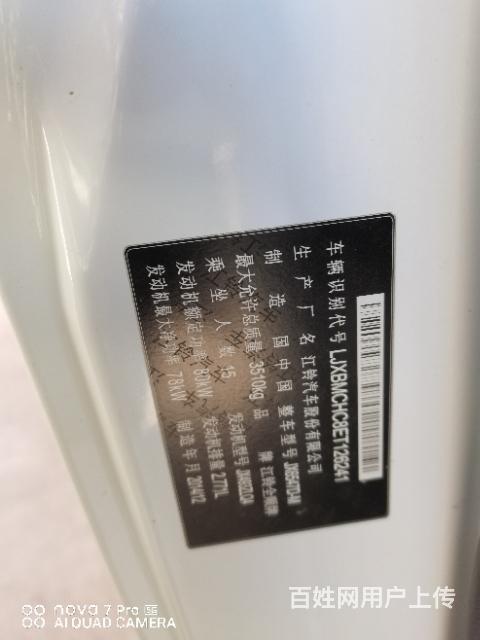 车辆识别代号 LJXBMCHC8ET126241
生产厂名 江铃汽车股份有限公司
制造国 中国 整车型号
品牌 江铃全顺牌
最大允许总质量 3510kg
乘坐人数 15 发动机型号
发动机额定功率 80kW 发动机排量 2.771L
发动机最大净功率 78kW 制造年月 2014/12
nova 7 Pro 5G
AI QUAD CAMERA
百姓网用户上传